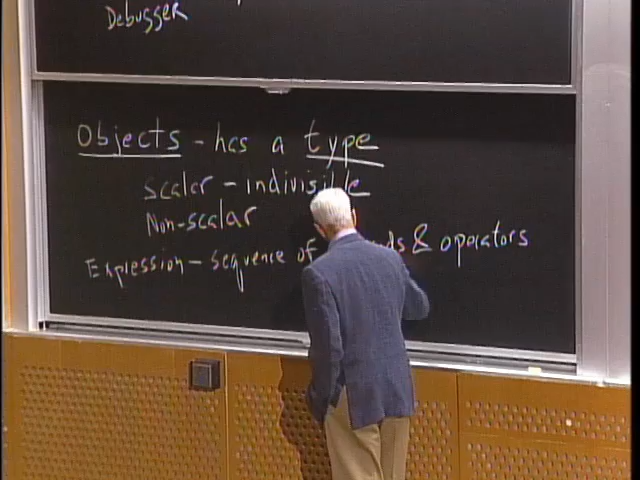 Debugger
Objects - has a type
Scalar - indivisible
Non-scalar
Expression - sequence of ds & operators